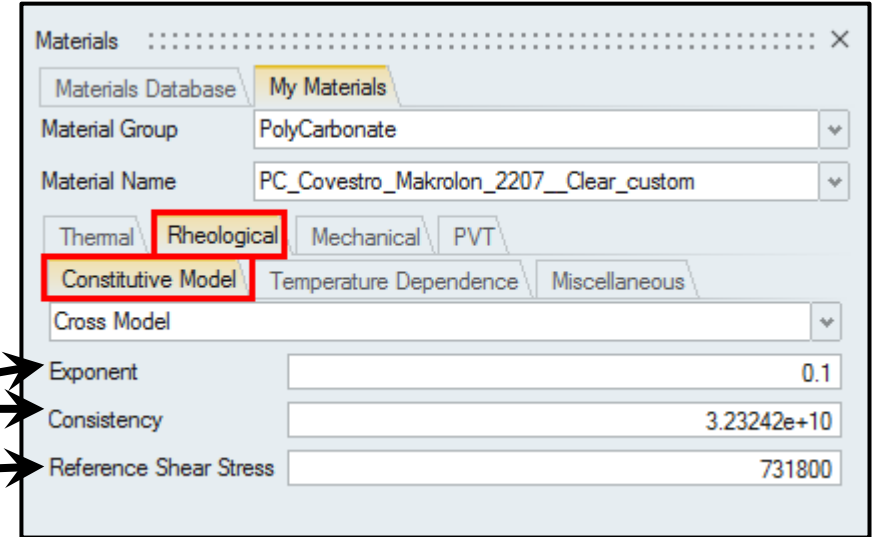 Materials
Materials Database My Materials
Material Group PolyCarbonate
Material Name PC_Covestro_Makrolon_2207__Clear_custom
Thermal Rheological Mechanical PVT
Constitutive Model Temperature Dependence Miscellaneous
Cross Model
Exponent 0.1
Consistency 3.23242e+10
Reference Shear Stress 731800